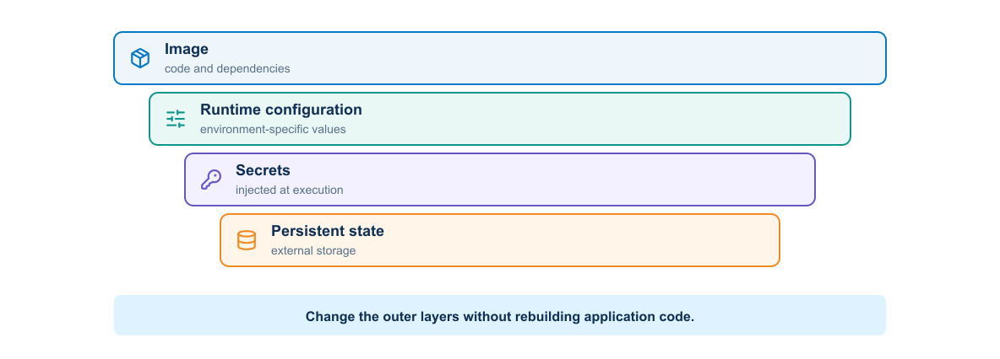 Image
code and dependencies
Runtime configuration
environment-specific values
Secrets
injected at execution
Persistent state
external storage
Change the outer layers without rebuilding application code.